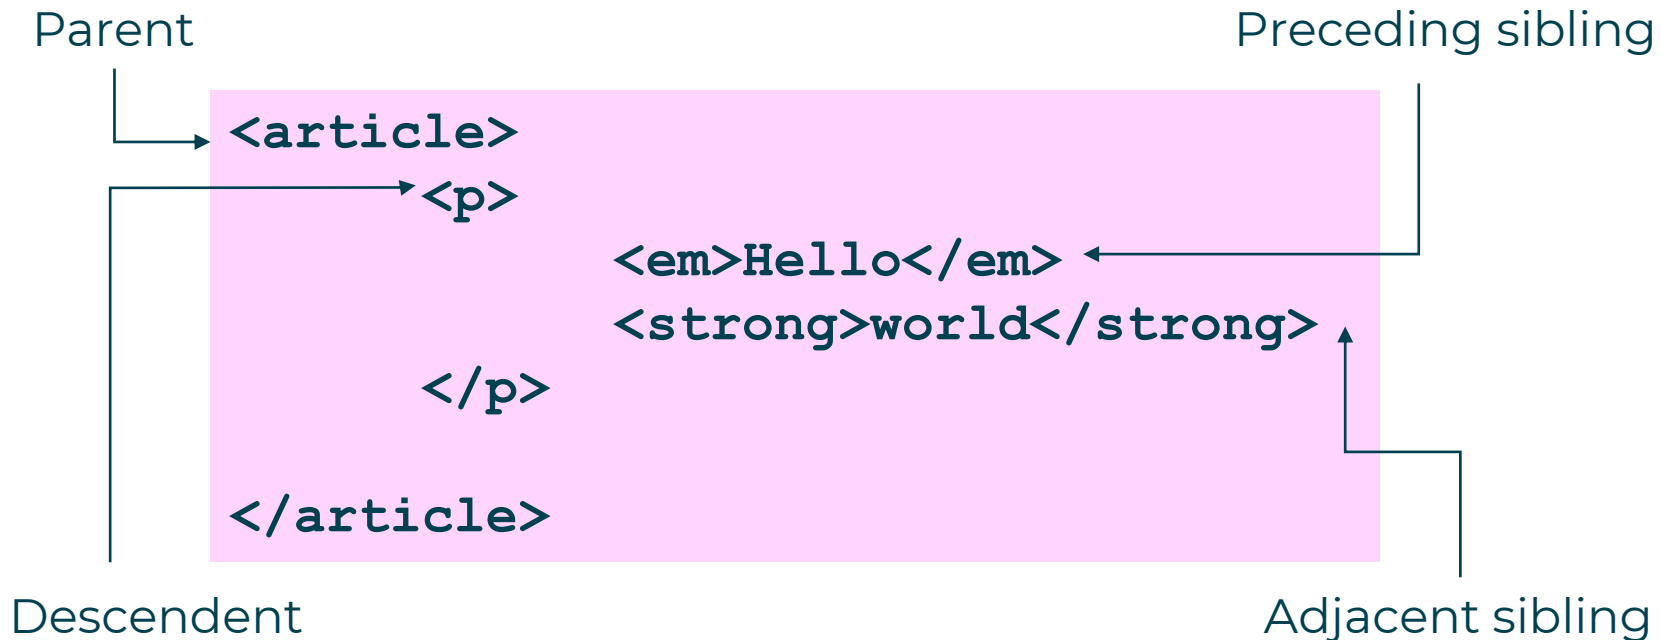 Parent
Preceding sibling
<article>
<p>
<em>Hello</em>
<strong>world</strong>
</p>
</article>
Descendent
Adjacent sibling